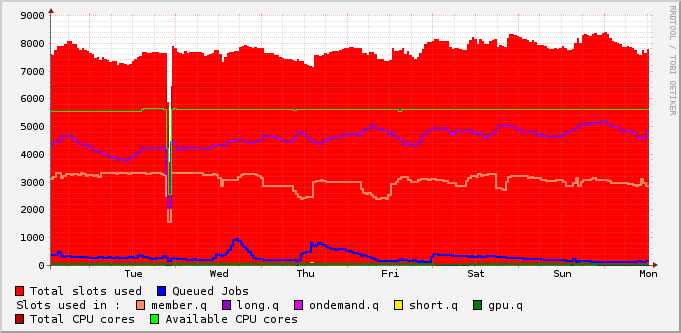 9000
8000
7000
6000
5000
4000
3000
2000
1000
0
Tue Wed Thu Fri Sat Sun Mon
RRDTOOL / TOBI OETIKER
Total slots used Queued Jobs
Slots used in : member.q long.q ondemand.q short.q gpu.q
Total CPU cores Available CPU cores